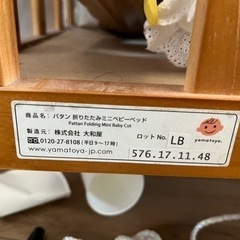 商品名：パタン 折りたたみミニベビーベッド
Pattan Folding Mini Baby Cot
製造元：株式会社 大和屋
0120-27-8108（平日9～17時）
yamatoya-jp.com
ロットNo. LB
576.17.11.48
yamatoya.